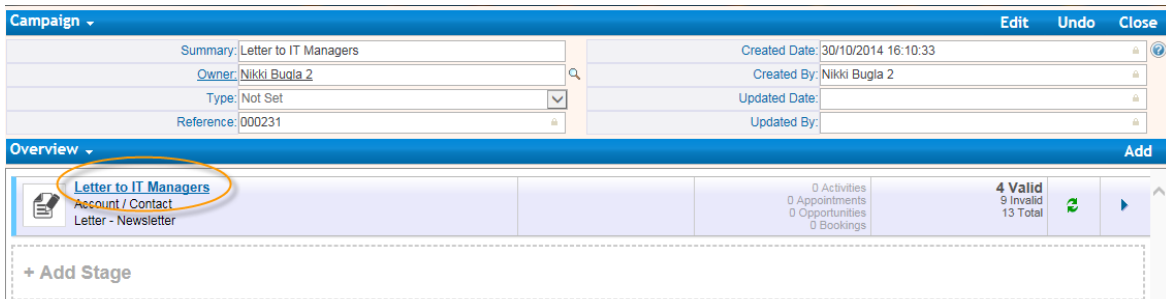 Campaign Edit Undo Close
Summary: Letter to IT Managers Created Date: 30/10/2014 16:10:33
Owner: Nikki Bugla 2 Created By: Nikki Bugla 2
Type: Not Set Updated Date:
Reference: 000231 Updated By:
Overview Add
Letter to IT Managers 0 Activities 4 Valid
Account / Contact 0 Appointments 9 Invalid
Letter - Newsletter 0 Opportunities 13 Total
0 Bookings
+ Add Stage